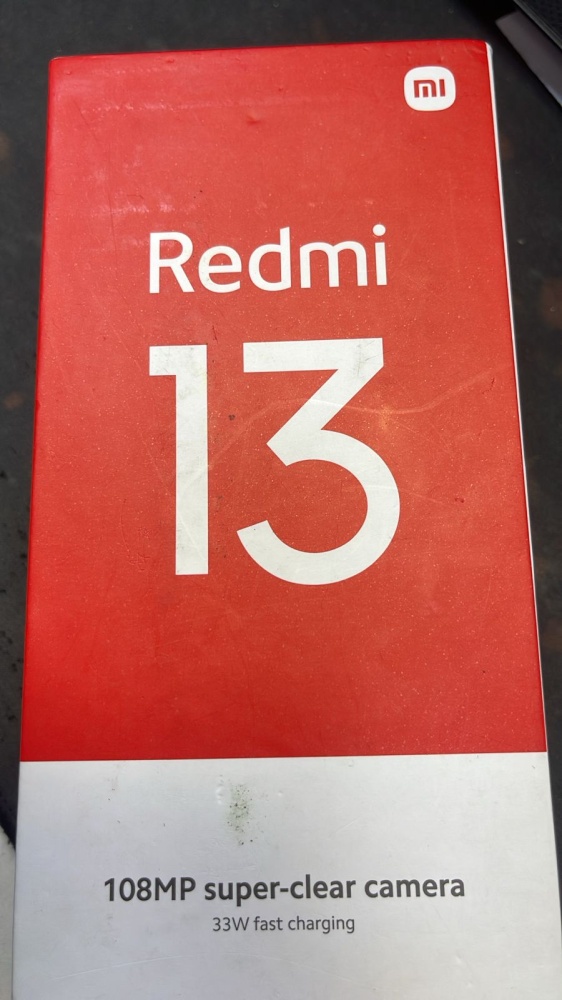 mi
Redmi
13
108MP super-clear camera
33W fast charging